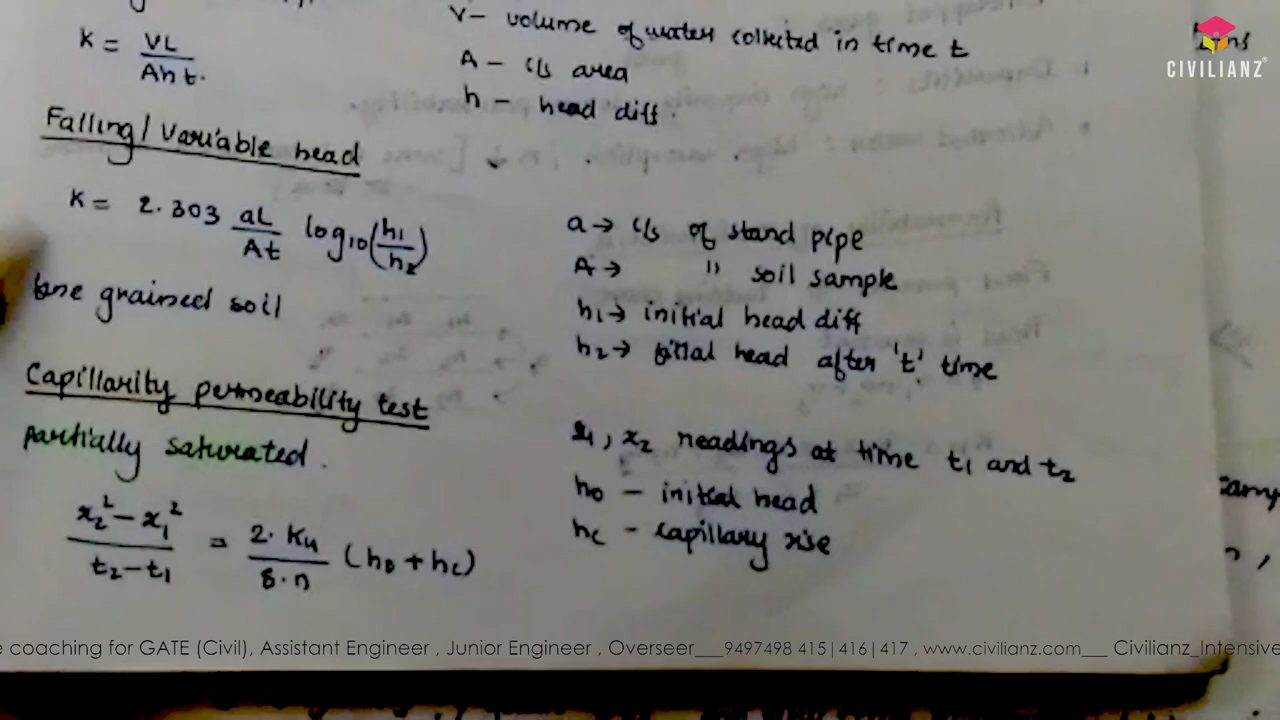 V - volume of water collected in time t
K = VL / Aht.
A - c/s area
h - head diff.
CIVILIANZ
Falling / Variable head
K = 2.303 aL/At log10(h1/h2)
a → c/s of stand pipe
A → " soil sample
fine grained soil
h1 → initial head diff
h2 → final head after 't' time
Capillarity permeability test
partially saturated.
x1, x2 readings at time t1 and t2
h0 - initial head
hc - capillary rise
x2² - x1² / t2 - t1 = 2.Ku / S.n (h0 + hc)
e coaching for GATE (Civil), Assistant Engineer , Junior Engineer , Overseer___9497498 415|416|417 , www.civilianz.com___ Civilianz_Intensive